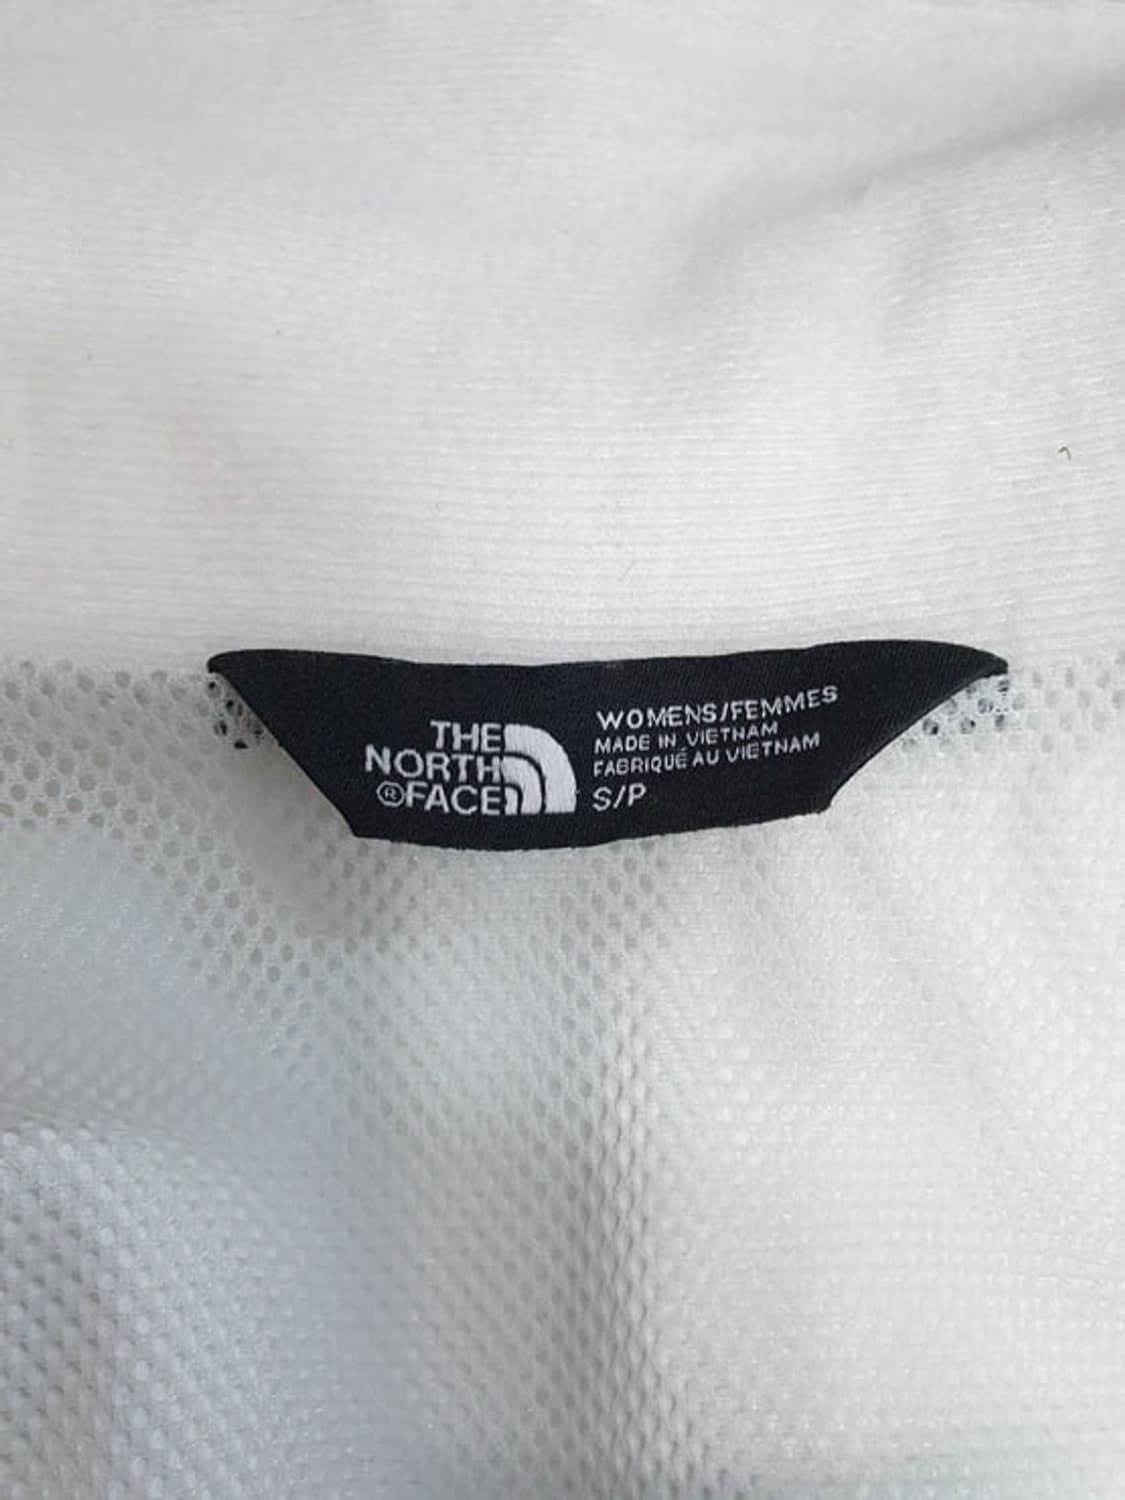 THE
NORTH
®FACE
WOMENS/FEMMES
MADE IN VIETNAM
FABRIQUÉ AU VIETNAM
S/P